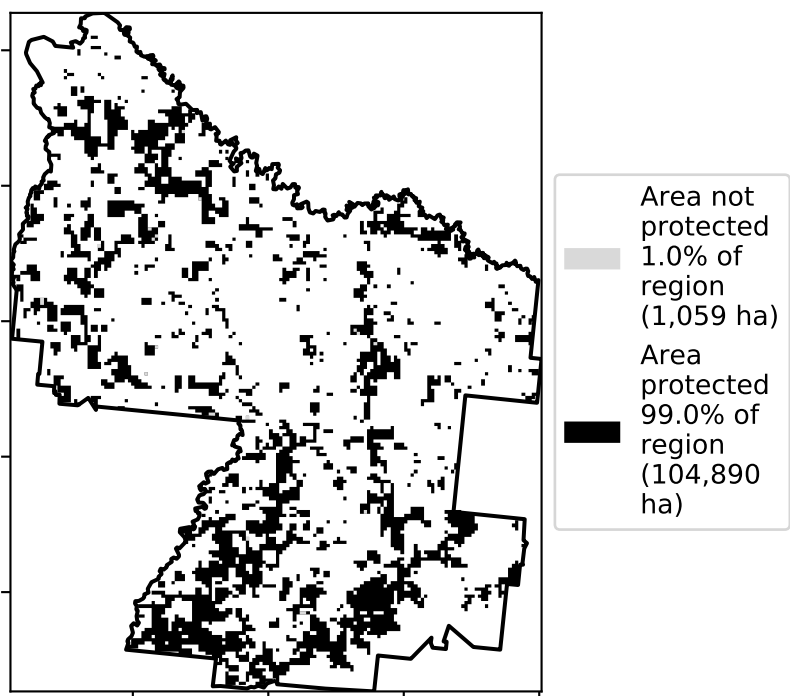 Area not
protected
1.0% of
region
(1,059 ha)
Area
protected
99.0% of
region
(104,890
ha)